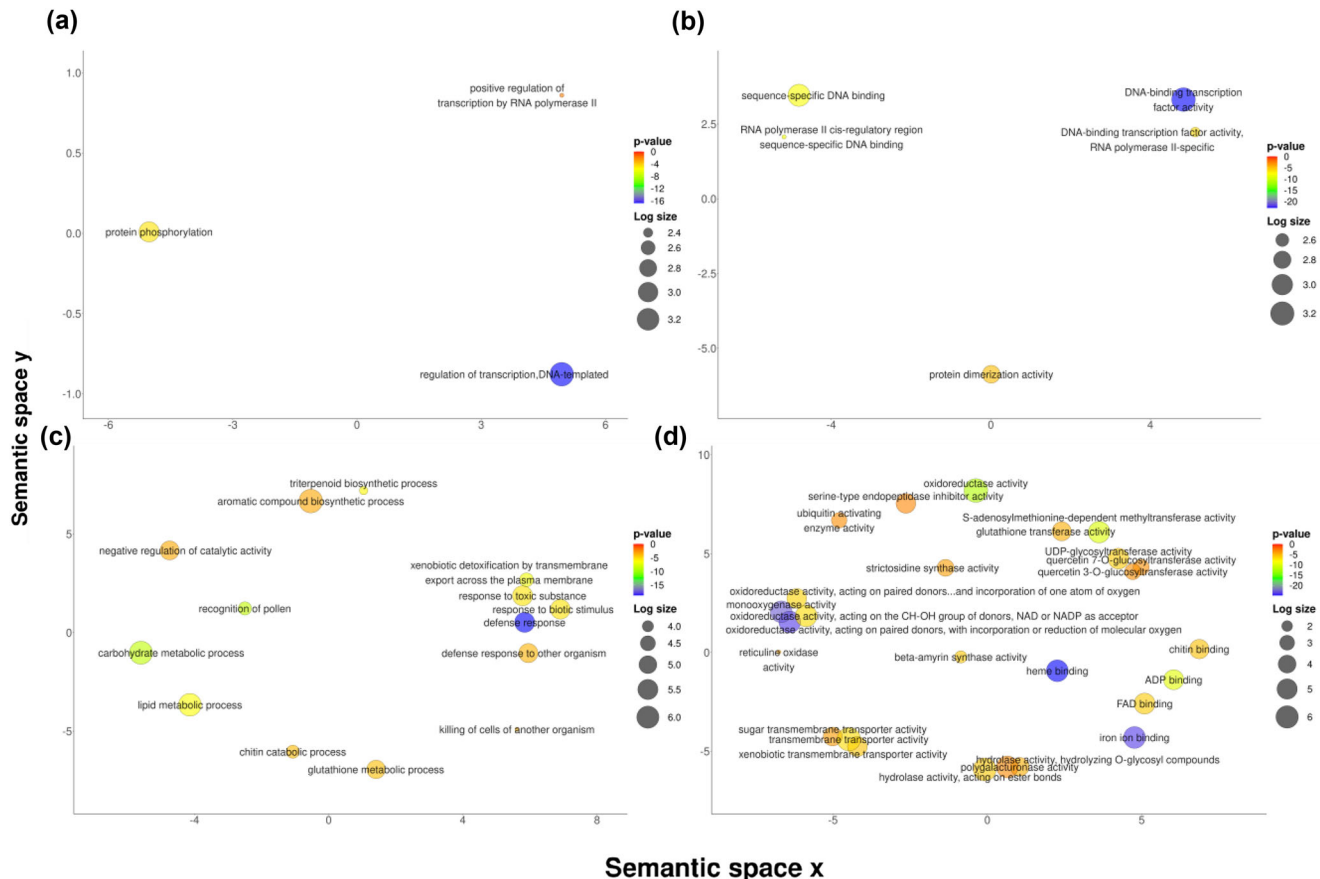 (a)
1.0
0.5
0.0
-0.5
-1.0
positive regulation of
transcription by RNA polymerase II
protein phosphorylation
regulation of transcription,DNA-templated
-6
-3
0
3
6
p-value
0
-4
-8
-12
-16
Log size
2.4
2.6
2.8
3.0
3.2
(b)
2.5
0.0
-2.5
-5.0
sequence-specific DNA binding
RNA polymerase II cis-regulatory region
sequence-specific DNA binding
DNA-binding transcription
factor activity
DNA-binding transcription factor activity,
RNA polymerase II-specific
protein dimerization activity
-4
0
4
p-value
0
-5
-10
-15
-20
Log size
2.6
2.8
3.0
3.2
Semantic space y
(c)
5
0
-5
triterpenoid biosynthetic process
aromatic compound biosynthetic process
negative regulation of catalytic activity
xenobiotic detoxification by transmembrane
export across the plasma membrane
response to toxic substance
response to biotic stimulus
recognition of pollen
defense response
carbohydrate metabolic process
defense response to other organism
lipid metabolic process
killing of cells of another organism
chitin catabolic process
glutathione metabolic process
-4
0
4
8
p-value
0
-5
-10
-15
Log size
4.0
4.5
5.0
5.5
6.0
(d)
10
5
0
-5
oxidoreductase activity
serine-type endopeptidase inhibitor activity
ubiquitin activating
enzyme activity
S-adenosylmethionine-dependent methyltransferase activity
glutathione transferase activity
UDP-glycosyltransferase activity
quercetin 7-O-glucosyltransferase activity
quercetin 3-O-glucosyltransferase activity
strictosidine synthase activity
oxidoreductase activity, acting on paired donors...and incorporation of one atom of oxygen
monooxygenase activity
oxidoreductase activity, acting on the CH-OH group of donors, NAD or NADP as acceptor
oxidoreductase activity, acting on paired donors, with incorporation or reduction of molecular oxygen
reticuline oxidase
activity
beta-amyrin synthase activity
chitin binding
heme binding
ADP binding
FAD binding
iron ion binding
sugar transmembrane transporter activity
transmembrane transporter activity
xenobiotic transmembrane transporter activity
hydrolase activity, hydrolyzing O-glycosyl compounds
polygalacturonase activity
hydrolase activity, acting on ester bonds
-5
0
5
p-value
0
-5
-10
-15
-20
Log size
2
3
4
5
6
Semantic space x